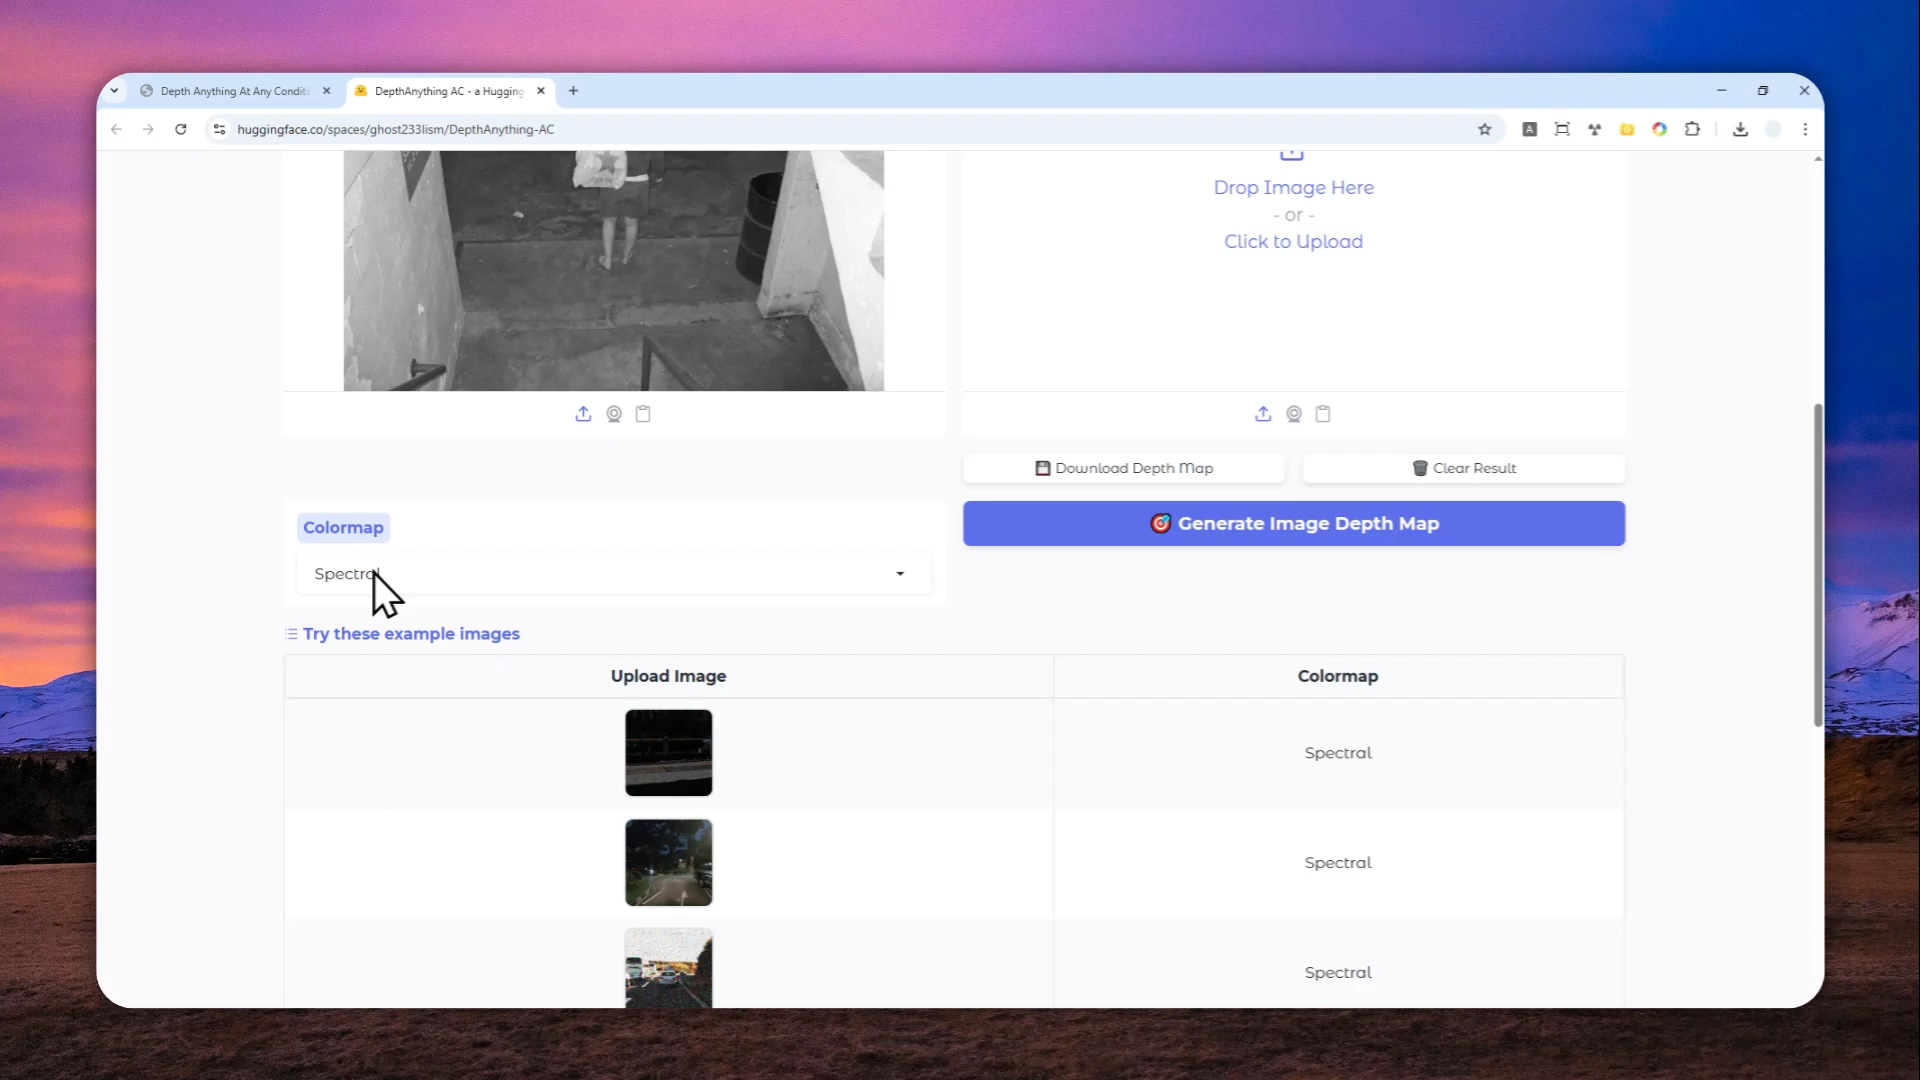 Depth Anything At Any Conditi
DepthAnything AC - a Hugging
huggingface.co/spaces/ghost233lism/DepthAnything-AC
Drop Image Here
- or -
Click to Upload
Download Depth Map
Clear Result
Colormap
Generate Image Depth Map
Spectral
Try these example images
Upload Image
Colormap
Spectral
Spectral
Spectral